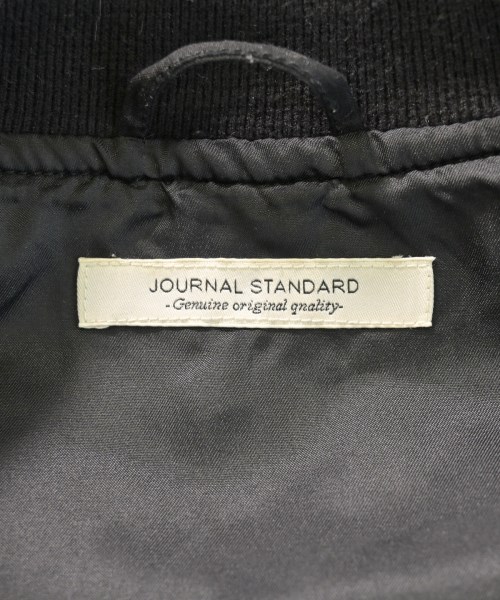 JOURNAL STANDARD
-Genuine original qnality-